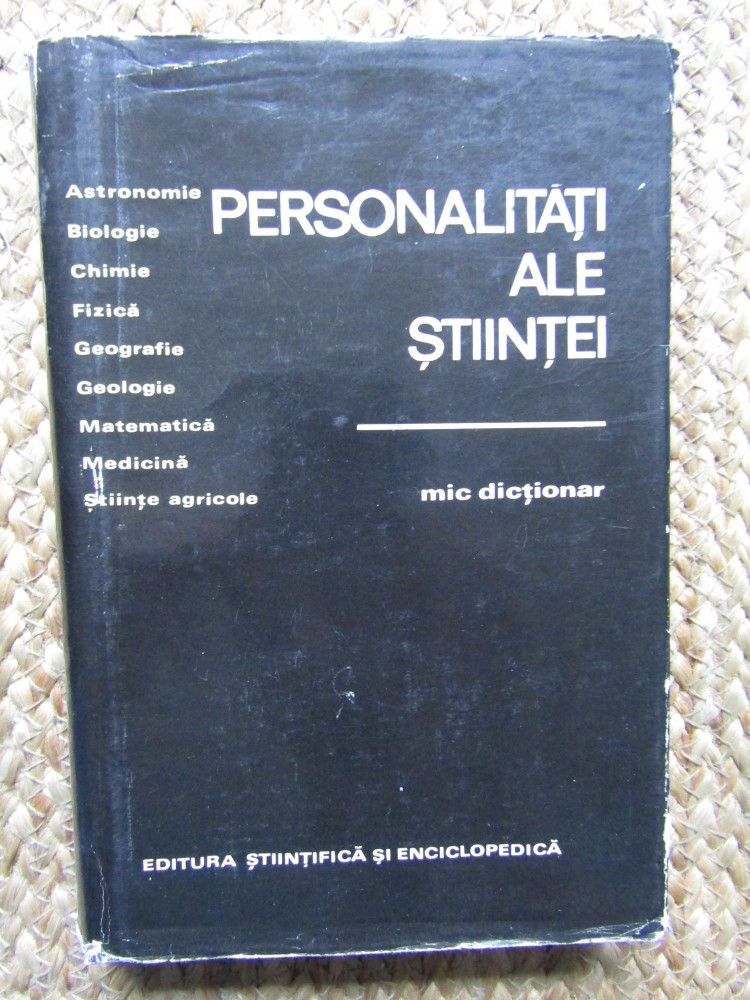 PERSONALITĂȚI
ALE
ȘTIINȚEI
mic dicționar
Astronomie
Biologie
Chimie
Fizică
Geografie
Geologie
Matematică
Medicină
Științe agricole
EDITURA ȘTIINȚIFICĂ ȘI ENCICLOPEDICĂ